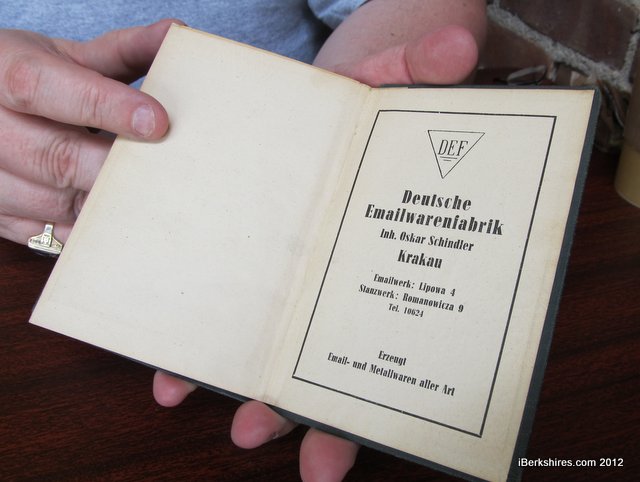 DEF
Deutsche
Emailwarenfabrik
Inh. Oskar Schindler
Krakau
Emailwerk: Lipowa 4
Stanzwerk: Romanowicza 9
Tel. 10624
Erzeugt
Email- und Metallwaren aller Art
iBerkshires.com 2012